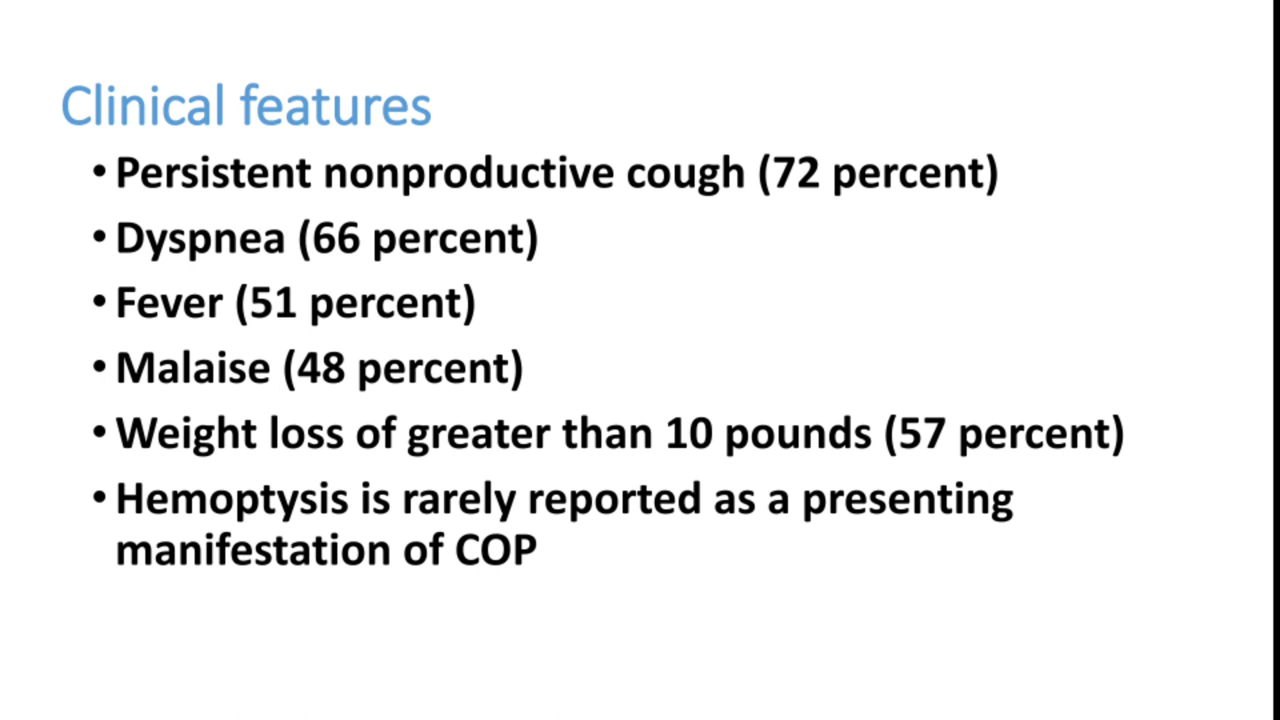 Clinical features
• Persistent nonproductive cough (72 percent)
• Dyspnea (66 percent)
• Fever (51 percent)
• Malaise (48 percent)
• Weight loss of greater than 10 pounds (57 percent)
• Hemoptysis is rarely reported as a presenting
manifestation of COP